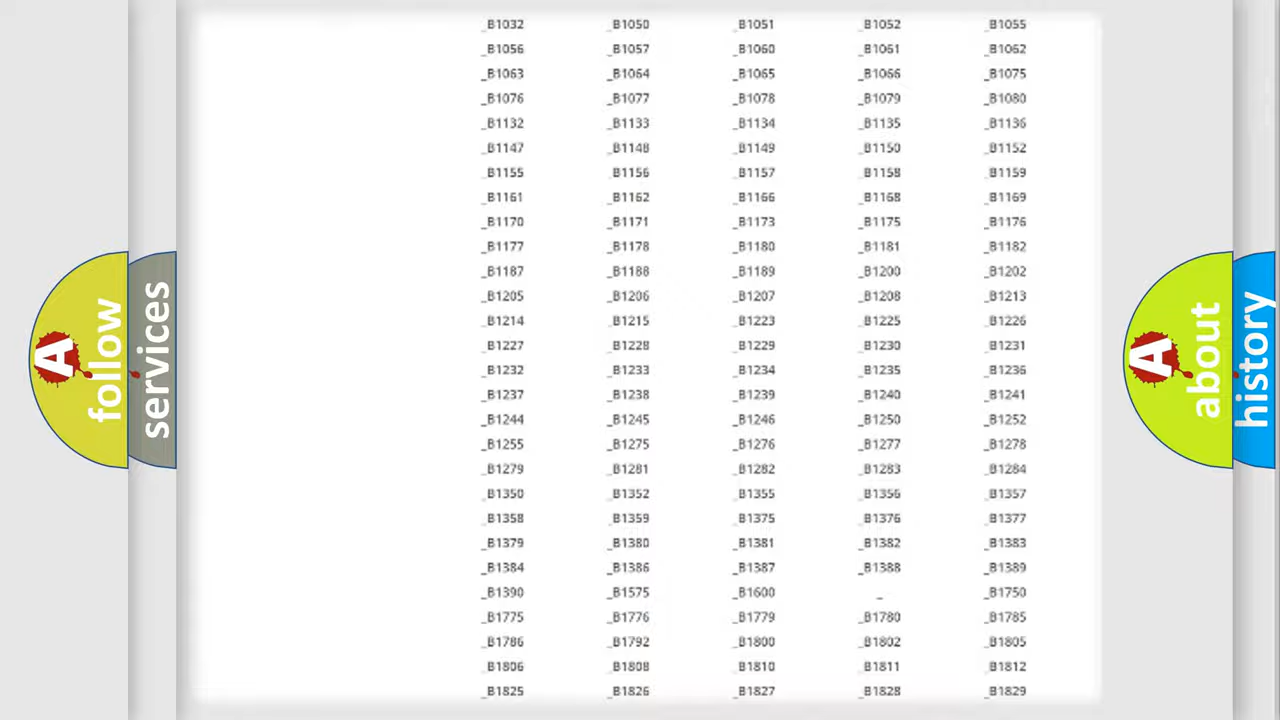 _B1032 _B1050 _B1051 _B1052 _B1055
_B1056 _B1057 _B1060 _B1061 _B1062
_B1063 _B1064 _B1065 _B1066 _B1075
_B1076 _B1077 _B1078 _B1079 _B1080
_B1132 _B1133 _B1134 _B1135 _B1136
_B1147 _B1148 _B1149 _B1150 _B1152
_B1155 _B1156 _B1157 _B1158 _B1159
_B1161 _B1162 _B1166 _B1168 _B1169
_B1170 _B1171 _B1173 _B1175 _B1176
_B1177 _B1178 _B1180 _B1181 _B1182
_B1187 _B1188 _B1189 _B1200 _B1202
_B1205 _B1206 _B1207 _B1208 _B1213
_B1214 _B1215 _B1223 _B1225 _B1226
_B1227 _B1228 _B1229 _B1230 _B1231
_B1232 _B1233 _B1234 _B1235 _B1236
_B1237 _B1238 _B1239 _B1240 _B1241
_B1244 _B1245 _B1246 _B1250 _B1252
_B1255 _B1275 _B1276 _B1277 _B1278
_B1279 _B1281 _B1282 _B1283 _B1284
_B1350 _B1352 _B1355 _B1356 _B1357
_B1358 _B1359 _B1375 _B1376 _B1377
_B1379 _B1380 _B1381 _B1382 _B1383
_B1384 _B1386 _B1387 _B1388 _B1389
_B1390 _B1575 _B1600 _ _B1750
_B1775 _B1776 _B1779 _B1780 _B1785
_B1786 _B1792 _B1800 _B1802 _B1805
_B1806 _B1808 _B1810 _B1811 _B1812
_B1825 _B1826 _B1827 _B1828 _B1829
A
follow
services
A
about
history